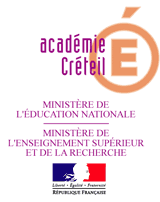 académie
Créteil
É
MINISTÈRE DE
L'ÉDUCATION NATIONALE
MINISTÈRE DE
L'ENSEIGNEMENT SUPÉRIEUR
ET DE LA RECHERCHE
Liberté • Égalité • Fraternité
RÉPUBLIQUE FRANÇAISE